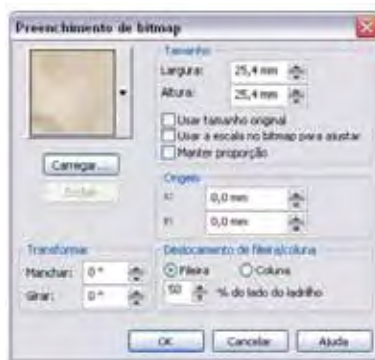 Preenchimento de bitmap
Tamanho
Largura: 25,4 mm
Altura: 25,4 mm
Usar tamanho original
Usar a escala no bitmap para ajustar
Manter proporção
Carregar...
Origem
0,0 mm
0,0 mm
Transformar
Manchar: 0 °
Girar: 0 °
Deslocamento de fileira/coluna
Fileira Coluna
50 % do lado do ladrilho
OK Cancelar Ajuda